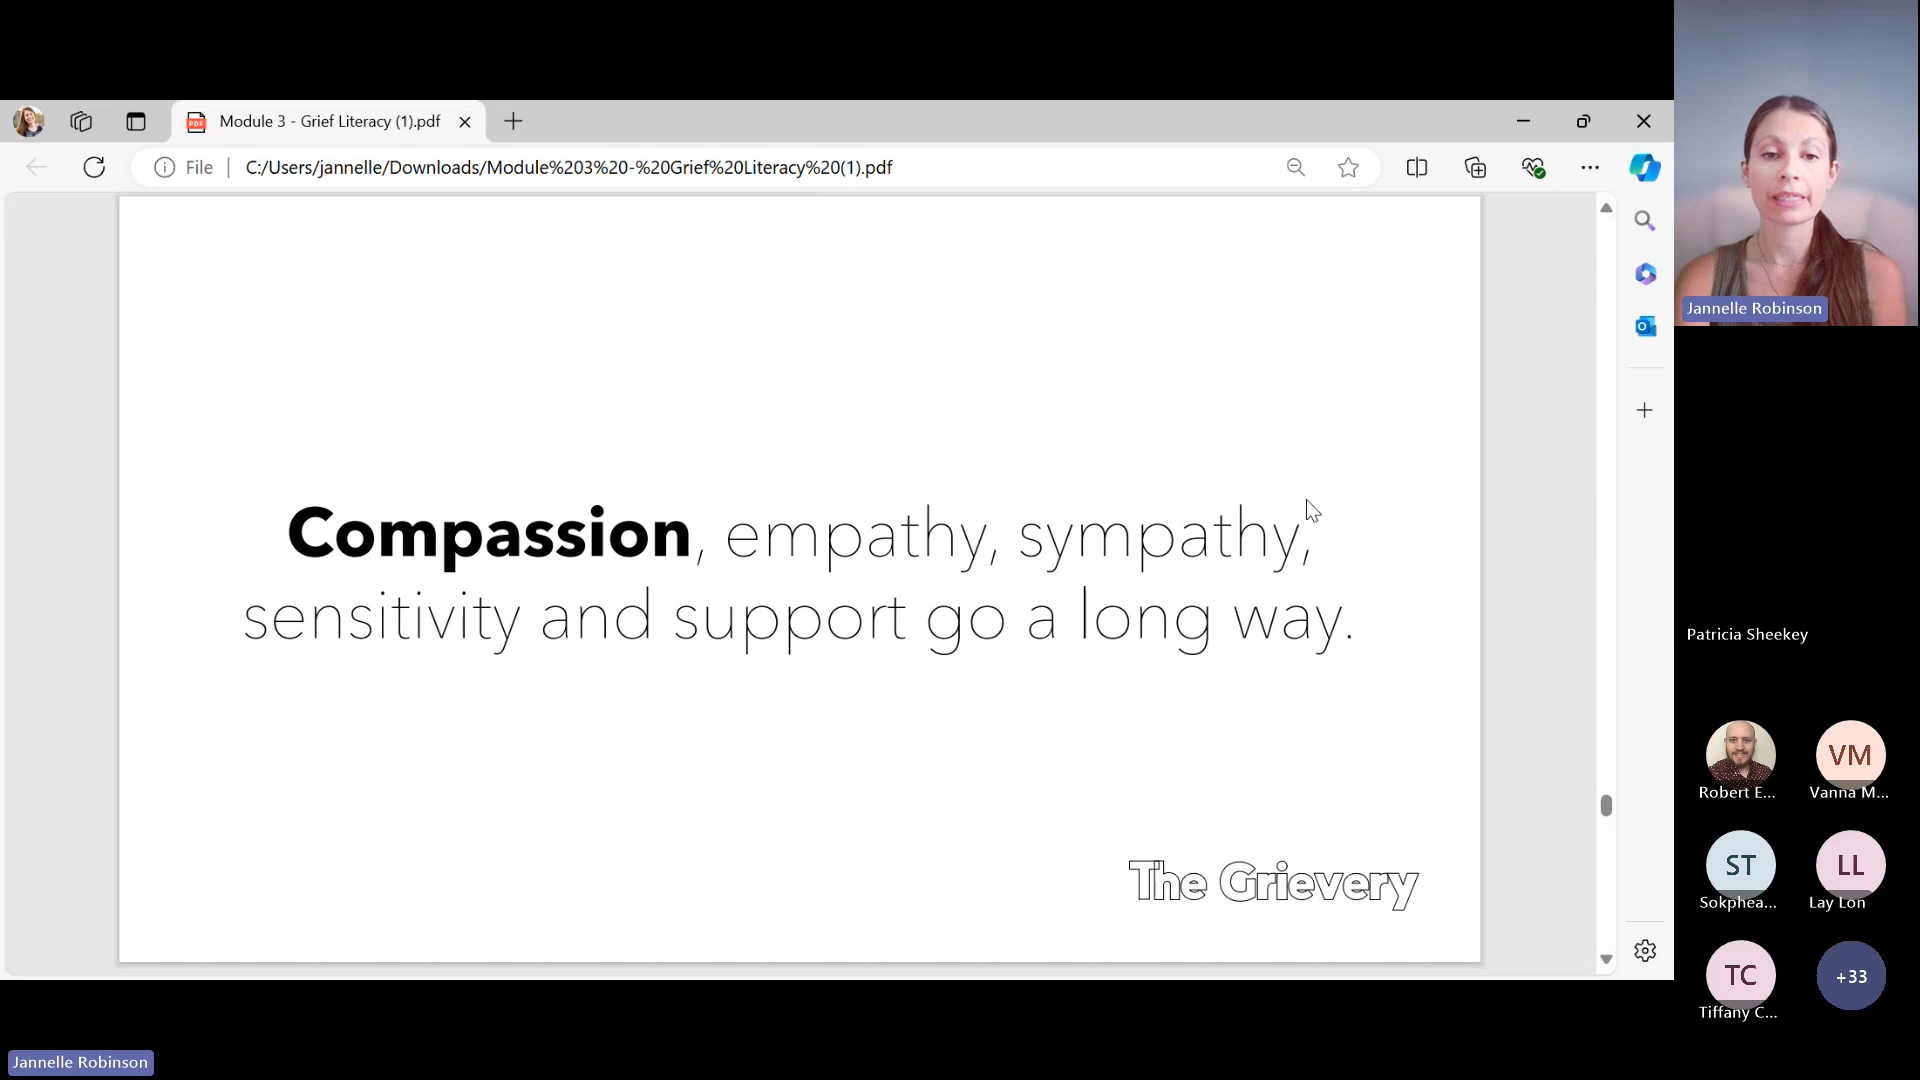 Module 3 - Grief Literacy (1).pdf
File
C:/Users/jannelle/Downloads/Module%203%20-%20Grief%20Literacy%20(1).pdf
Compassion, empathy, sympathy,
sensitivity and support go a long way.
The Grievery
Jannelle Robinson
Patricia Sheekey
Robert E...
VM
Vanna M...
ST
Sokphea...
LL
Lay Lon
TC
Tiffany C...
+33
Jannelle Robinson